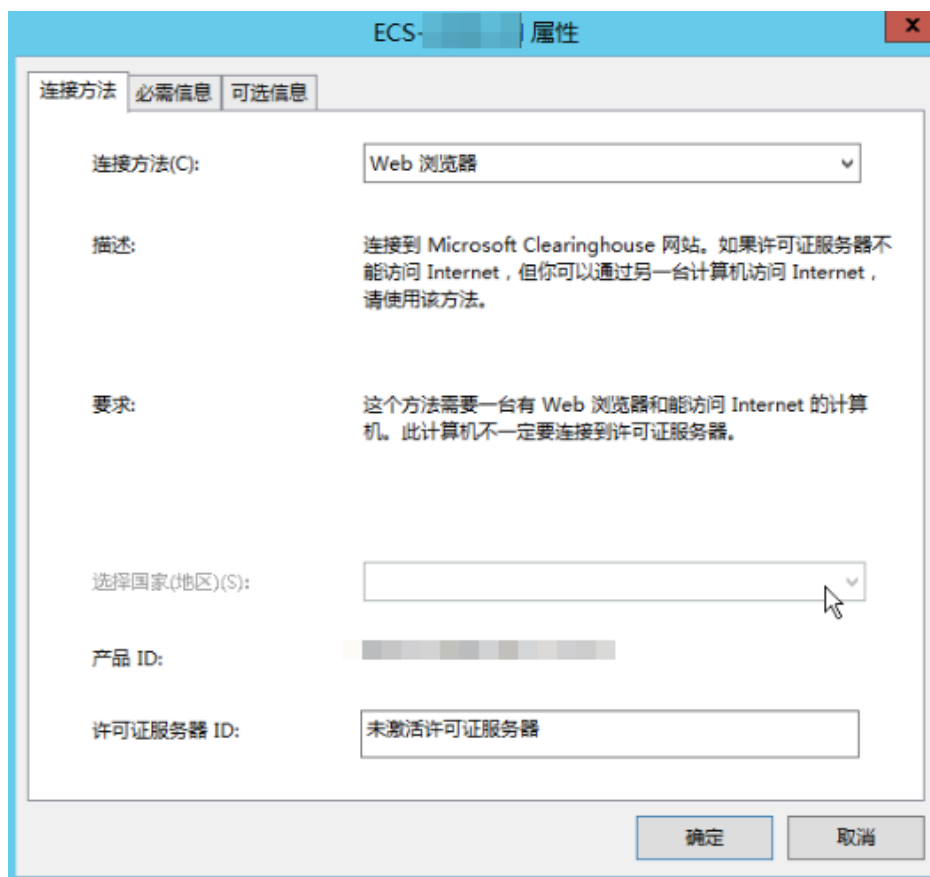 ECS- 属性
x
连接方法 必需信息 可选信息
连接方法(C): Web 浏览器
描述: 连接到 Microsoft Clearinghouse 网站。如果许可证服务器不
能访问 Internet，但你可以通过另一台计算机访问 Internet，
请使用该方法。
要求: 这个方法需要一台有 Web 浏览器和能访问 Internet 的计算
机。此计算机不一定要连接到许可证服务器。
选择国家(地区)(S):
产品 ID:
许可证服务器 ID: 未激活许可证服务器
确定 取消